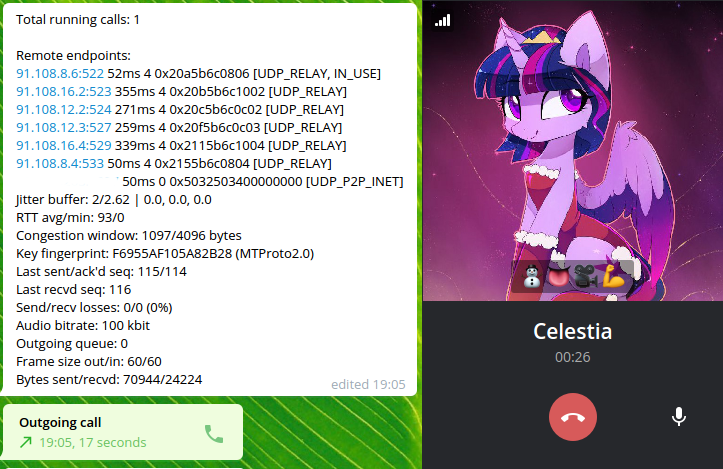 Total running calls: 1
Remote endpoints:
91.108.8.6:522 52ms 4 0x20a5b6c0806 [UDP_RELAY, IN_USE]
91.108.16.2:523 355ms 4 0x20b5b6c1002 [UDP_RELAY]
91.108.12.2:524 271ms 4 0x20c5b6c0c02 [UDP_RELAY]
91.108.12.3:527 259ms 4 0x20f5b6c0c03 [UDP_RELAY]
91.108.16.4:529 339ms 4 0x2115b6c1004 [UDP_RELAY]
91.108.8.4:533 50ms 4 0x2155b6c0804 [UDP_RELAY]
50ms 0 0x5032503400000000 [UDP_P2P_INET]
Jitter buffer: 2/2.62 | 0.0, 0.0, 0.0
RTT avg/min: 93/0
Congestion window: 1097/4096 bytes
Key fingerprint: F6955AF105A82B28 (MTProto2.0)
Last sent/ack'd seq: 115/114
Last recvd seq: 116
Send/recv losses: 0/0 (0%)
Audio bitrate: 100 kbit
Outgoing queue: 0
Frame size out/in: 60/60
Bytes sent/recvd: 70944/24224
edited 19:05
Outgoing call
19:05, 17 seconds
Celestia
00:26